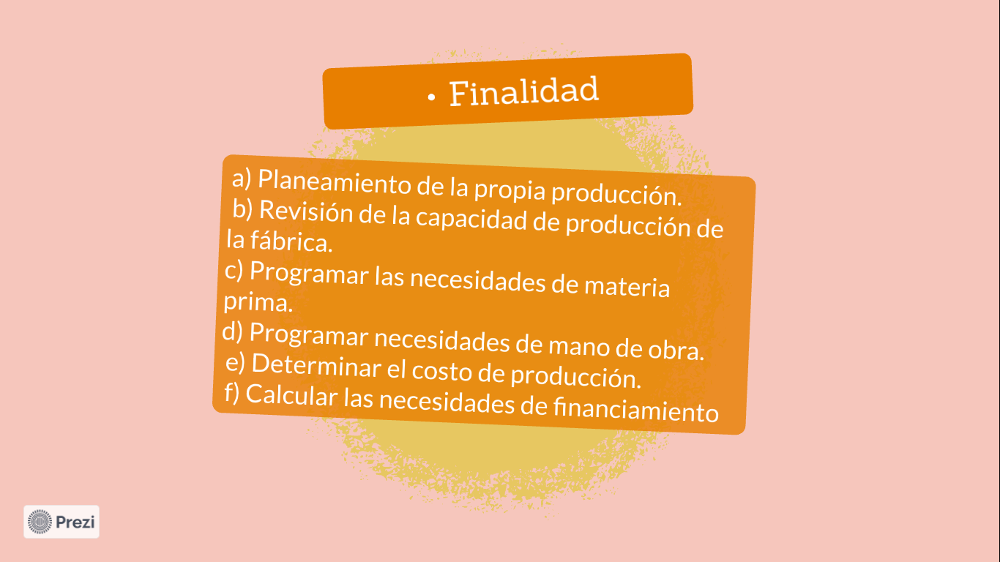 • Finalidad
a) Planeamiento de la propia producción.
b) Revisión de la capacidad de producción de
la fábrica.
c) Programar las necesidades de materia
prima.
d) Programar necesidades de mano de obra.
e) Determinar el costo de producción.
f) Calcular las necesidades de financiamiento
Prezi